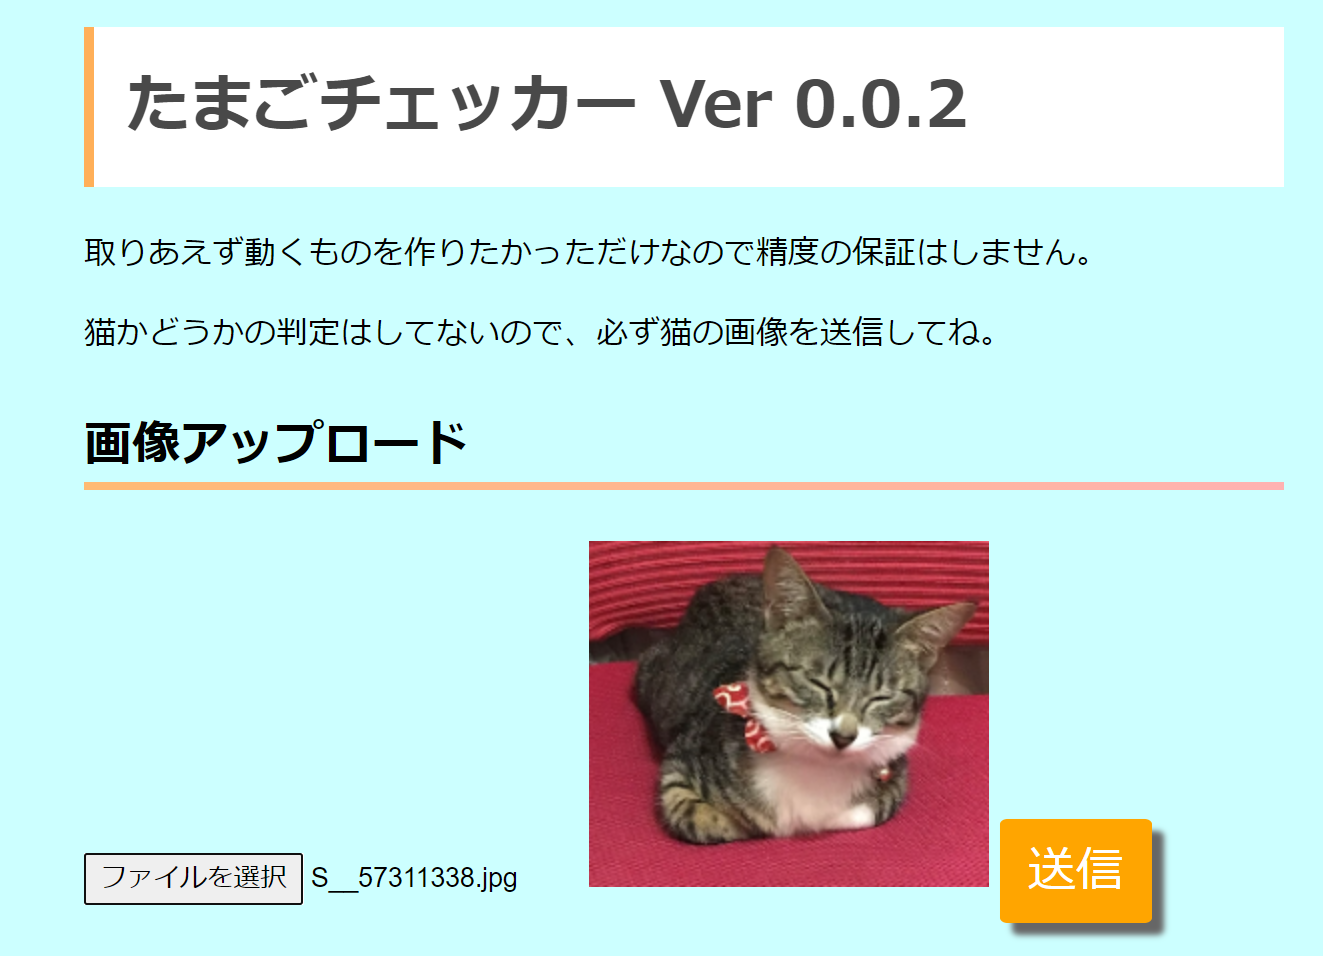 たまごチェッカー Ver 0.0.2
取りあえず動くものを作りたかっただけなので精度の保証はしません。
猫かどうかの判定はしてないので、必ず猫の画像を送信してね。
画像アップロード
ファイルを選択 S__57311338.jpg
送信